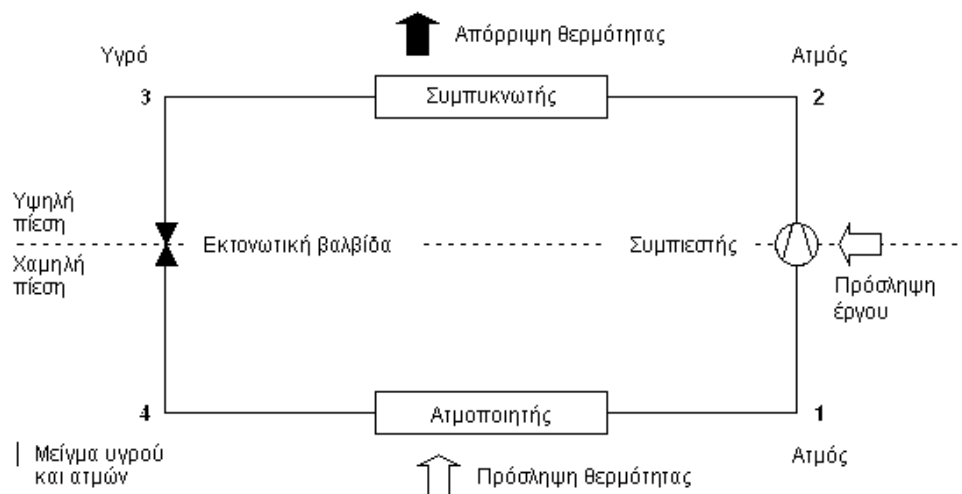 Απόρριψη θερμότητας
Υγρό
Ατμός
3
Συμπυκνωτής
2
Υψηλή
πίεση
Εκτονωτική βαλβίδα
Συμπιεστής
Χαμηλή
πίεση
Πρόσληψη
έργου
4
Ατμοποιητής
1
Μείγμα υγρού
και ατμών
Πρόσληψη θερμότητας
Ατμός